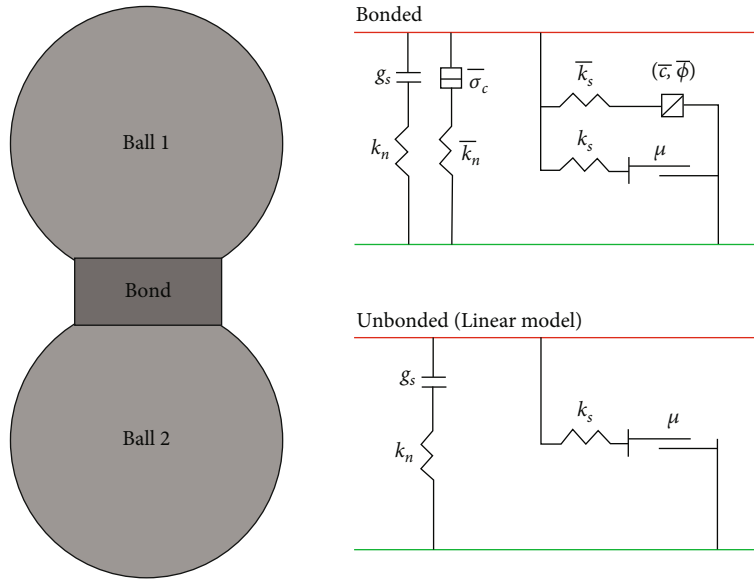 Ball 1
Bond
Ball 2
Bonded
g_s
σ̅_c
k_n
k̅_n
k̅_s
(c̅, ϕ̅)
k_s
μ
Unbonded (Linear model)
g_s
k_n
k_s
μ